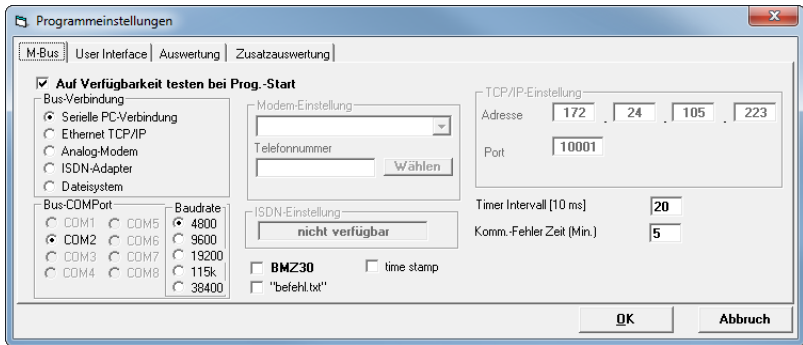 Programmeinstellungen
M-Bus User Interface Auswertung Zusatzauswertung
Auf Verfügbarkeit testen bei Prog.-Start
Bus-Verbindung
Serielle PC-Verbindung
Ethernet TCP/IP
Analog-Modem
ISDN-Adapter
Dateisystem
Bus-COMPort
COM1 COM5
COM2 COM6
COM3 COM7
COM4 COM8
Baudrate
4800
9600
19200
115k
38400
Modem-Einstellung
Telefonnummer
Wählen
ISDN-Einstellung
nicht verfügbar
BMZ30 time stamp
"befehl.txt"
TCP/IP-Einstellung
Adresse 172 . 24 . 105 . 223
Port 10001
Timer Intervall [10 ms] 20
Komm.-Fehler Zeit (Min.) 5
OK Abbruch